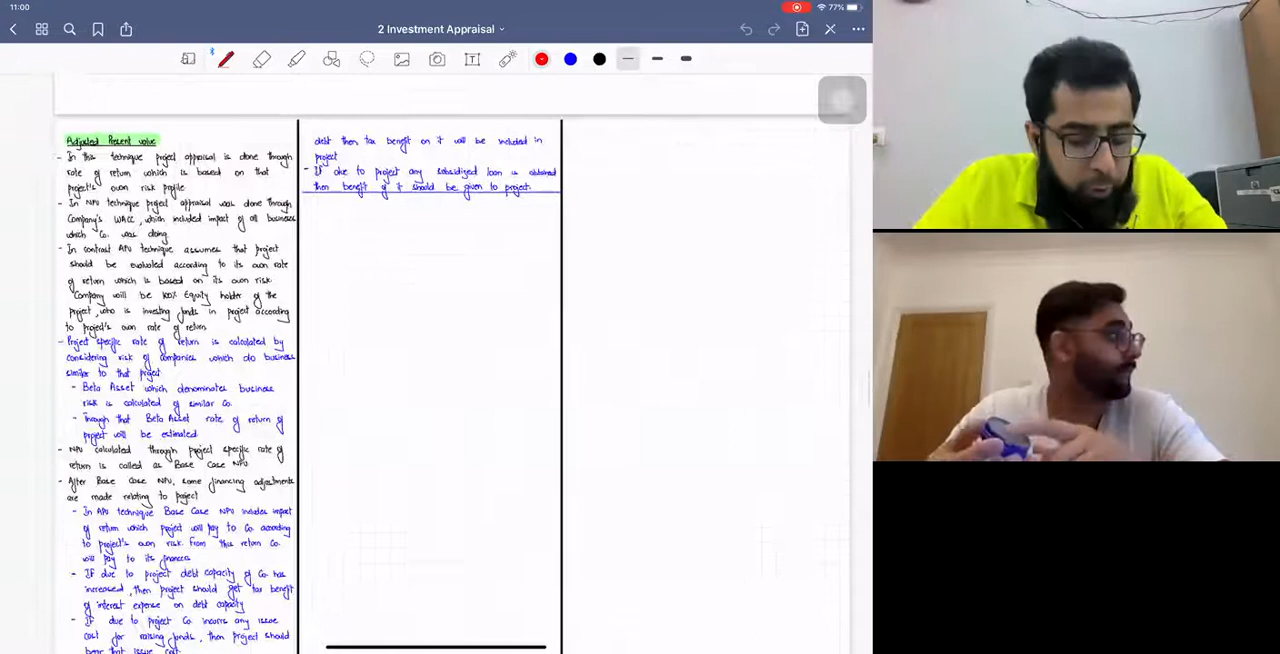 11:00
77%
2 Investment Appraisal
Adjusted Present value
- In this technique project appraisal is done through
rate of return which is based on that
project's own risk profile
- In NPV technique project appraisal was done through
Company's WACC, which included impact of all business
which Co. was doing
- In contrast APV technique assumes that project
should be evaluated according to its own rate
of return which is based on its own risk.
Company will be 100% Equity holder of the
project, who is investing funds in project according
to project's own rate of return
- Project specific rate of return is calculated by
considering risk of companies which do business
similar to that project
- Beta Asset which denominates business
risk is calculated of similar Co.
- Through that Beta Asset rate of return of
project will be estimated
- NPV calculated through project specific rate of
return is called as Base Case NPV
- After Base Case NPV, some financing adjustments
are made relating to project
- In APV technique Base Case NPV includes impact
of return which project will pay to Co. according
to project's own risk. From this return Co.
will pay to its financers
- If due to project debt capacity of Co. has
increased, then project should get tax benefit
of interest expense on debt capacity
- If due to project Co. incurs any issue
cost for raising funds, then project should
bear that issue cost
debt then tax benefit on it will be included in
project
- If due to project any subsidized loan is obtained
then benefit of it should be given to project